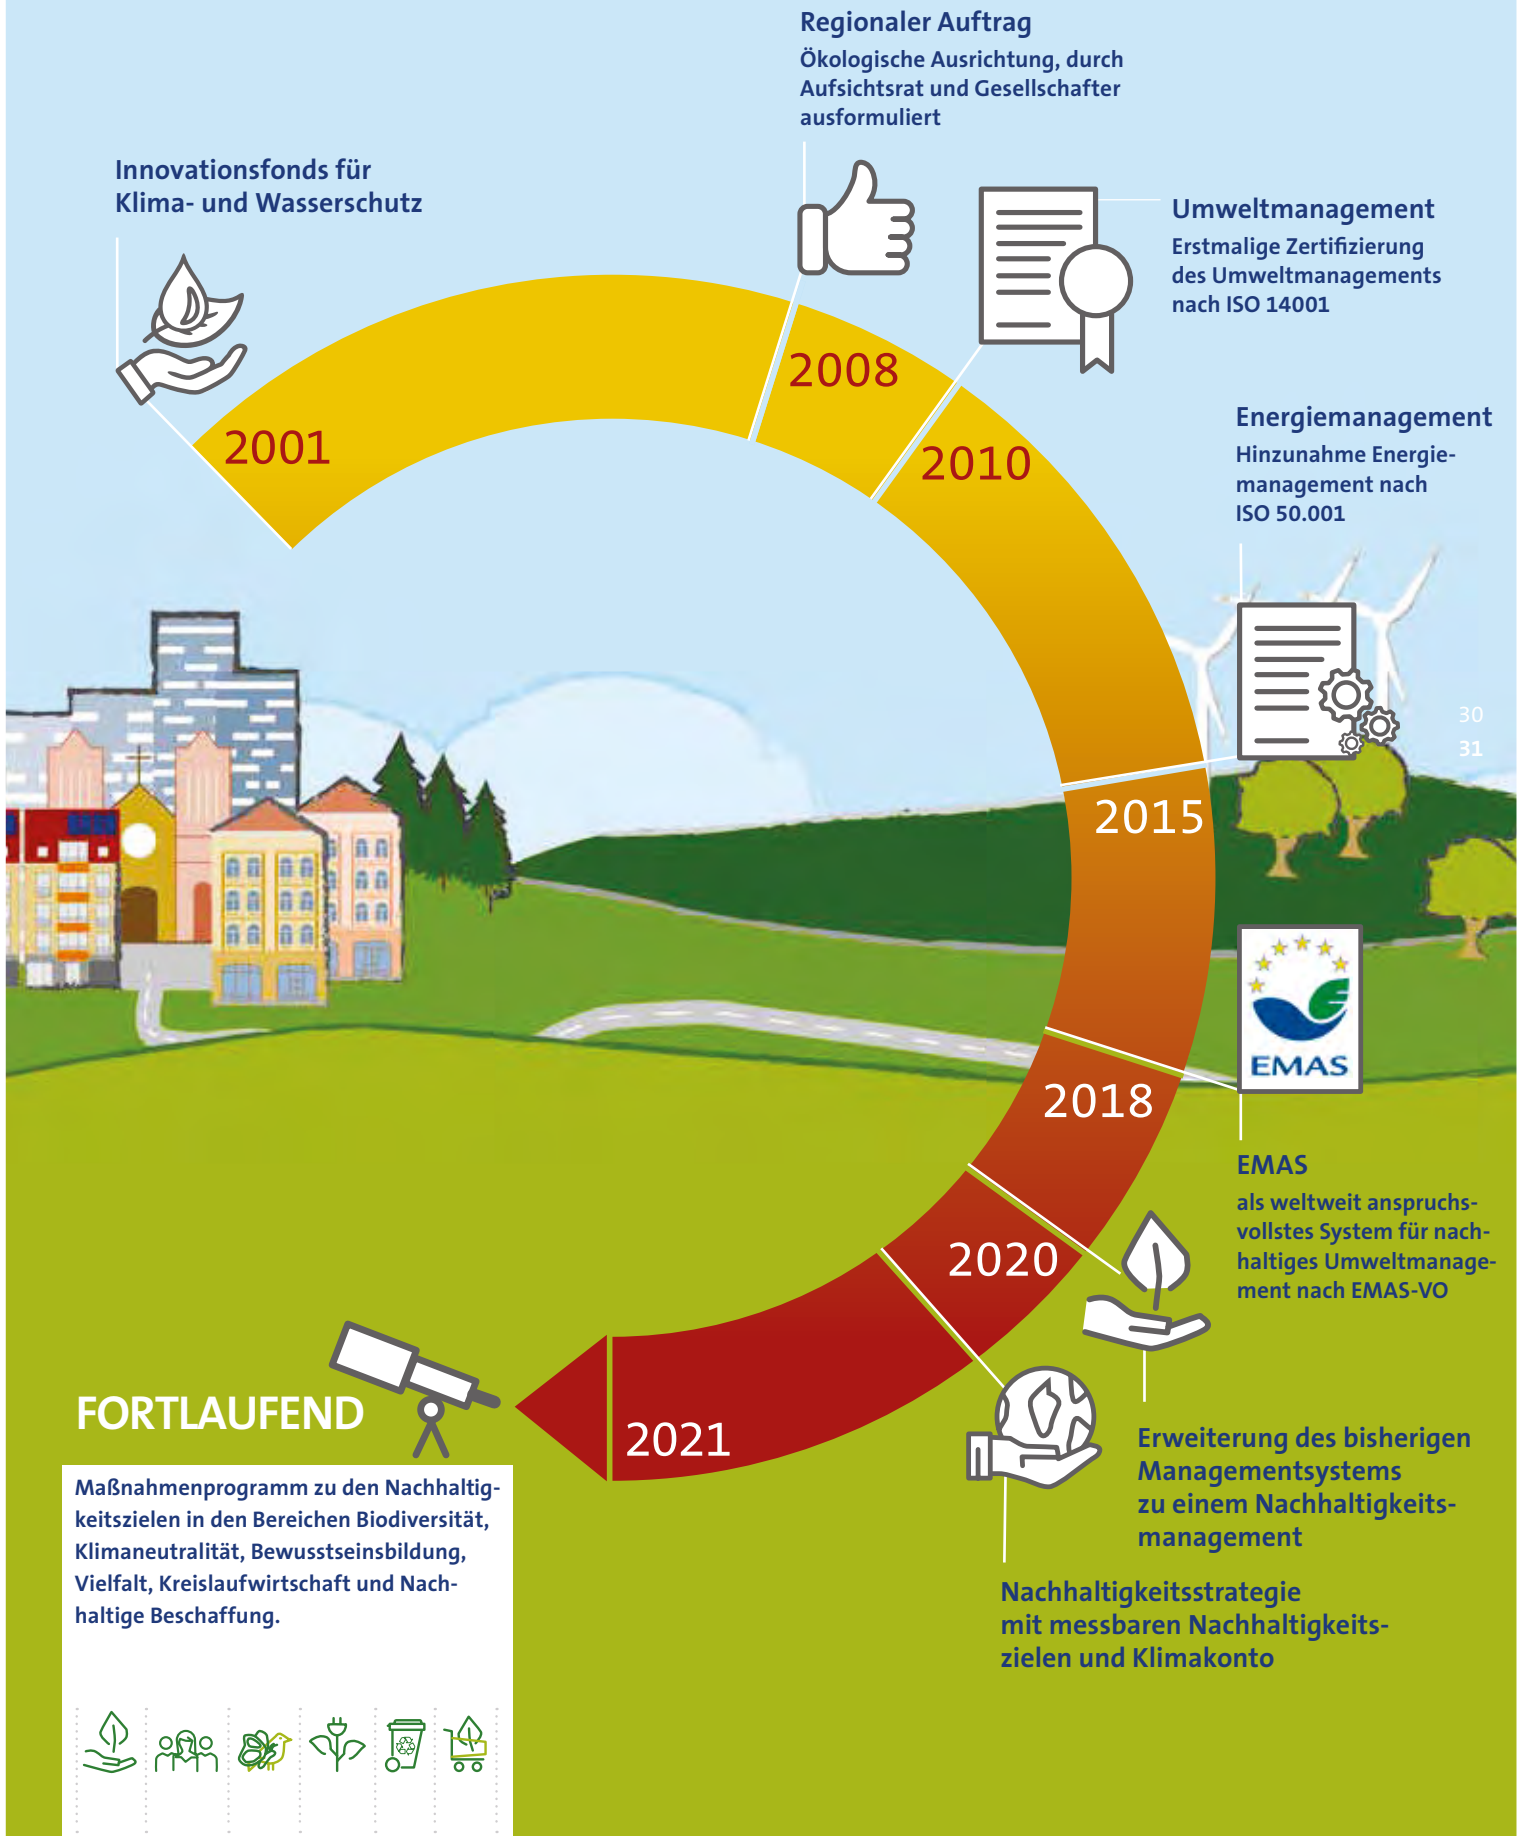 Regionaler Auftrag
Ökologische Ausrichtung, durch
Aufsichtsrat und Gesellschafter
ausformuliert
Innovationsfonds für
Klima- und Wasserschutz
Umweltmanagement
Erstmalige Zertifizierung
des Umweltmanagements
nach ISO 14001
2008
2001
2010
Energiemanagement
Hinzunahme Energie-
management nach
ISO 50.001
30
31
2015
EMAS
2018
EMAS
als weltweit anspruchs-
vollstes System für nach-
haltiges Umweltmanage-
ment nach EMAS-VO
2020
2021
Erweiterung des bisherigen
Managementsystems
zu einem Nachhaltigkeits-
management
Nachhaltigkeitsstrategie
mit messbaren Nachhaltigkeits-
zielen und Klimakonto
FORTLAUFEND
Maßnahmenprogramm zu den Nachhaltig-
keitszielen in den Bereichen Biodiversität,
Klimaneutralität, Bewusstseinsbildung,
Vielfalt, Kreislaufwirtschaft und Nach-
haltige Beschaffung.